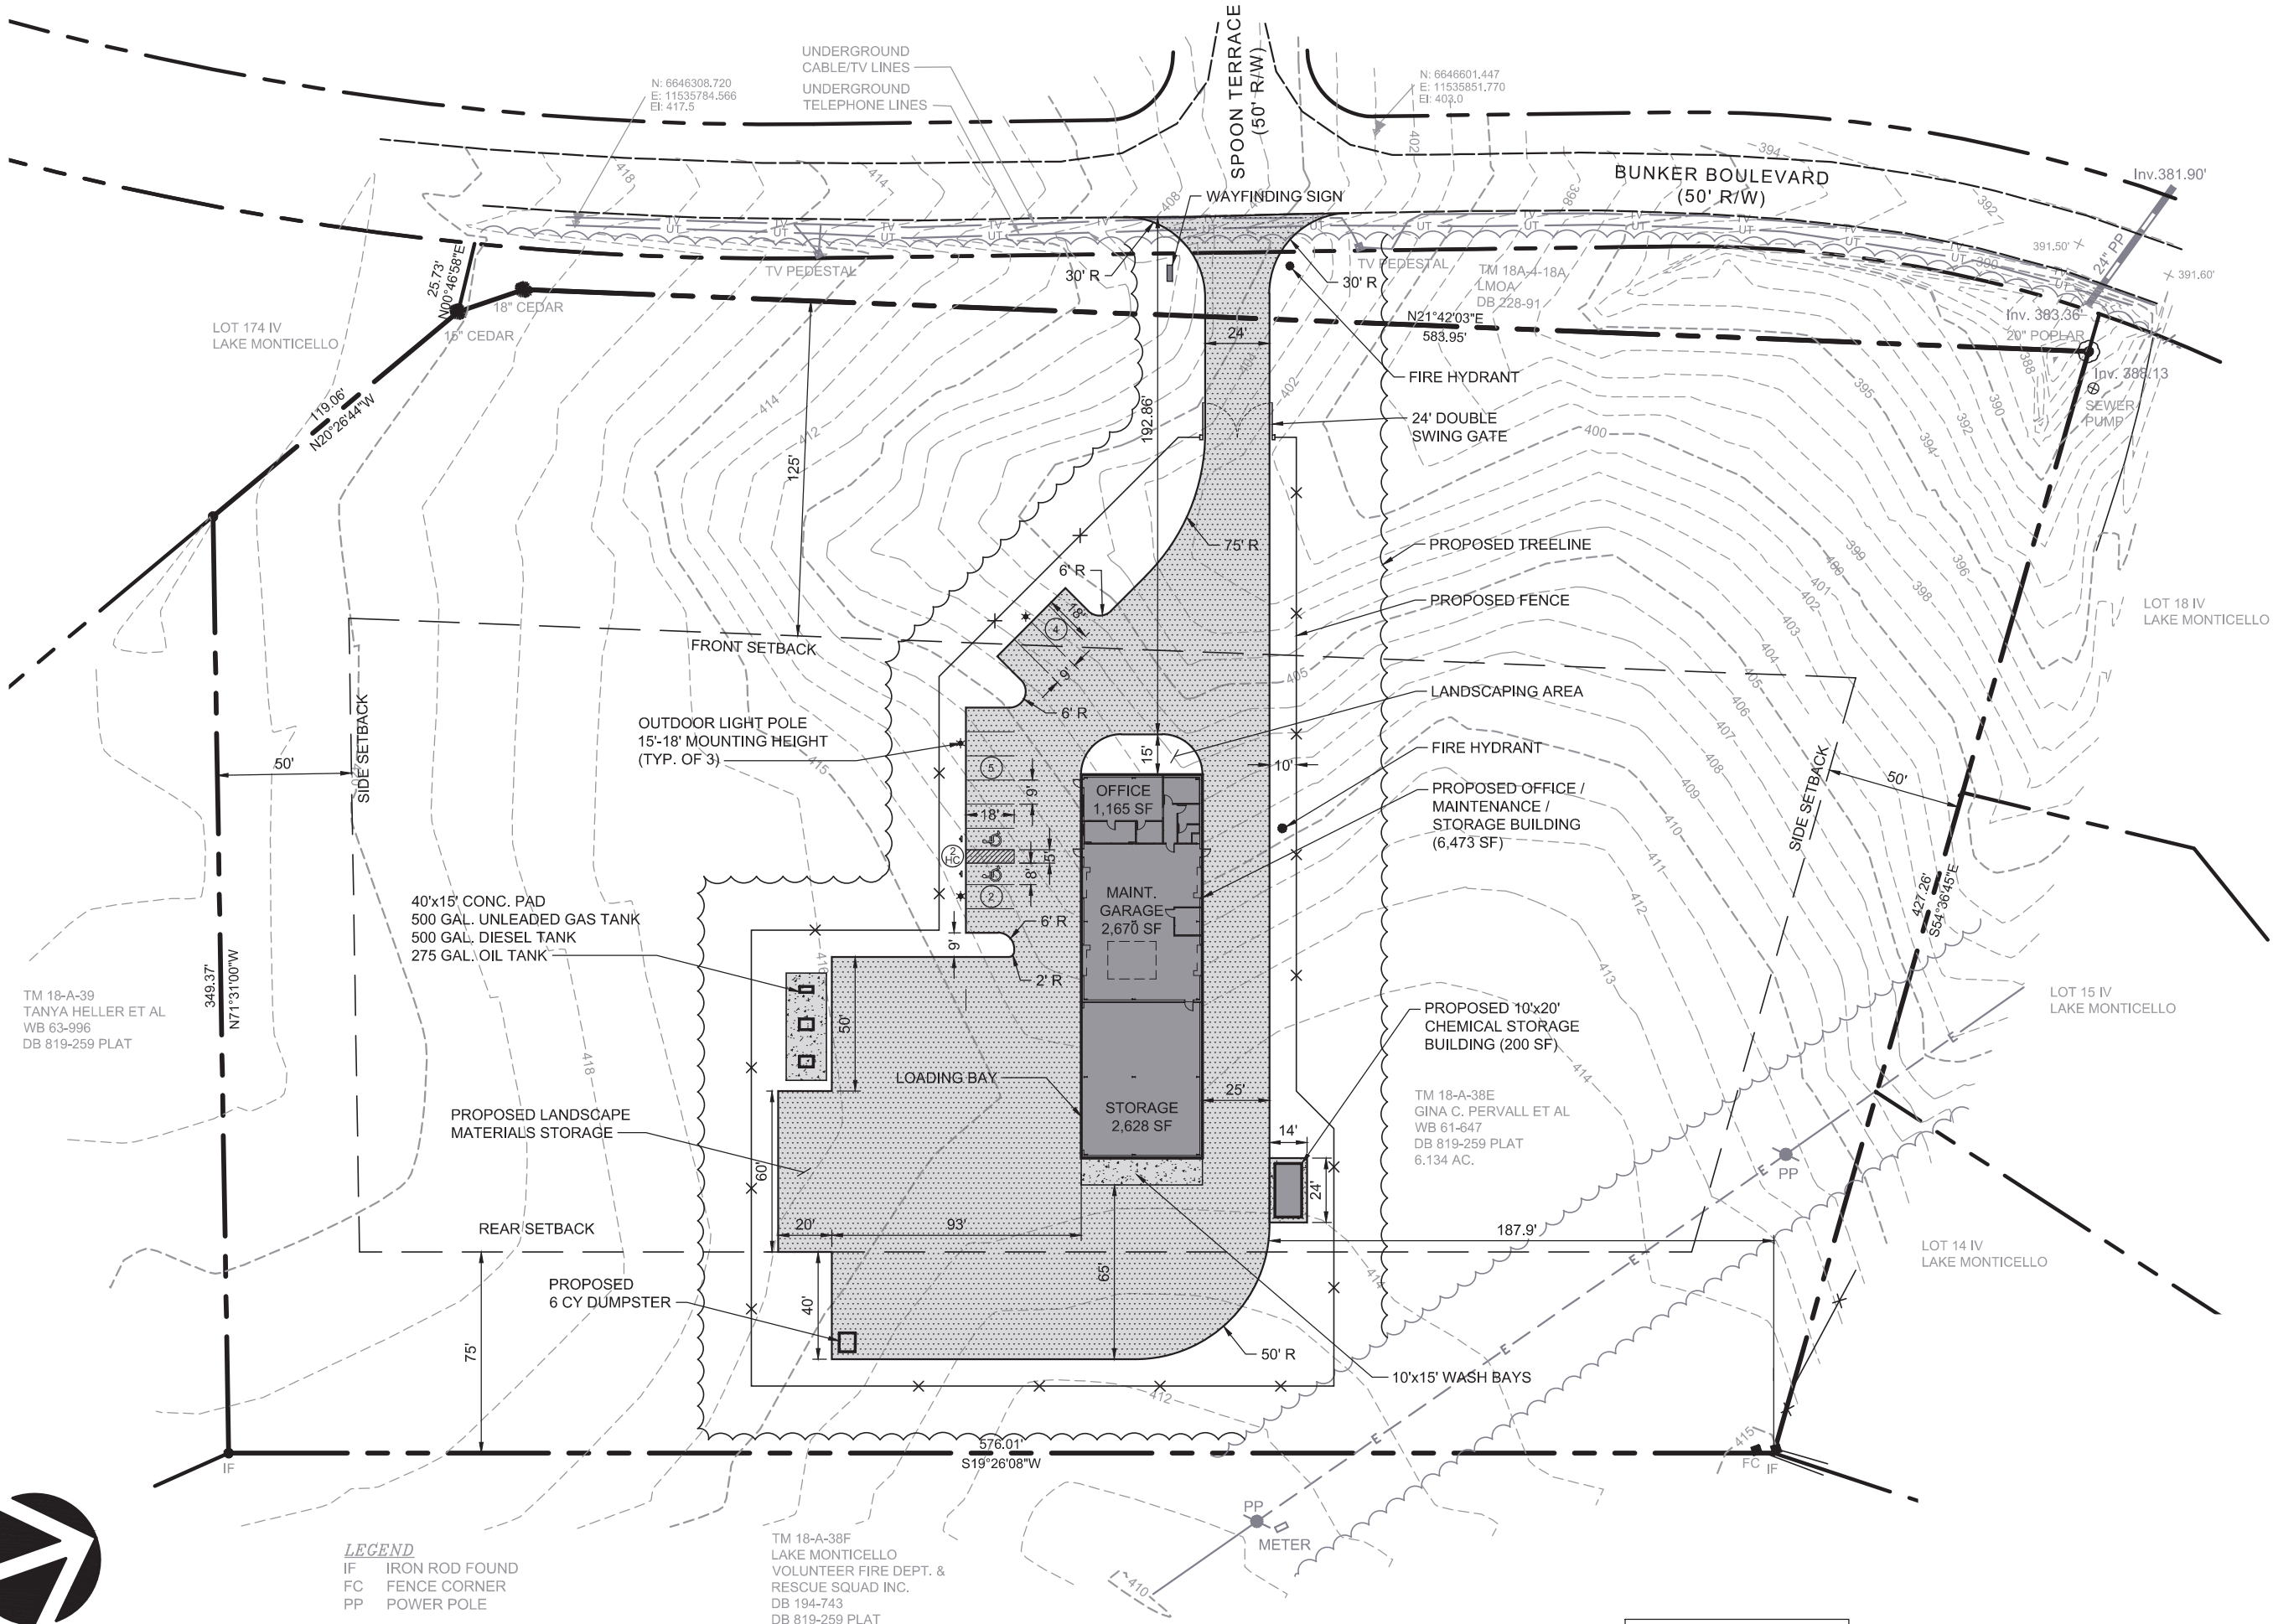 UNDERGROUND
CABLE/TV LINES
UNDERGROUND
TELEPHONE LINES
N: 6646308.720
E: 11535784.566
El: 417.5
SPOON TERRACE
(50' R/W)
N: 6646601.447
E: 11535851.770
El: 403.0
BUNKER BOULEVARD
(50' R/W)
Inv.381.90'
24" PP
391.50'
391.60'
Inv. 383.36'
20" POPLAR
Inv. 388.13
SEWER
PUMP
WAYFINDING SIGN
30' R
30' R
TV PEDESTAL
TV PEDESTAL
TM 18A-4-18A
LMOA
DB 228-91
N21°42'03"E
583.95'
25.73'
N00°46'58"E
18" CEDAR
15" CEDAR
LOT 174 IV
LAKE MONTICELLO
119.06'
N20°26'44"W
24'
FIRE HYDRANT
24' DOUBLE
SWING GATE
192.86'
125'
75' R
6' R
18'
4
9'
6' R
PROPOSED TREELINE
PROPOSED FENCE
LOT 18 IV
LAKE MONTICELLO
FRONT SETBACK
SIDE SETBACK
50'
OUTDOOR LIGHT POLE
15'-18' MOUNTING HEIGHT
(TYP. OF 3)
LANDSCAPING AREA
FIRE HYDRANT
15'
10'
5
9'
18'
2
HC
5'
8'
2
6' R
9'
2' R
OFFICE
1,165 SF
MAINT.
GARAGE
2,670 SF
STORAGE
2,628 SF
PROPOSED OFFICE /
MAINTENANCE /
STORAGE BUILDING
(6,473 SF)
SIDE SETBACK
50'
427.26'
S54°36'45"E
40'x15' CONC. PAD
500 GAL. UNLEADED GAS TANK
500 GAL. DIESEL TANK
275 GAL. OIL TANK
TM 18-A-39
TANYA HELLER ET AL
WB 63-996
DB 819-259 PLAT
349.37'
N71°31'00"W
50'
LOADING BAY
25'
PROPOSED 10'x20'
CHEMICAL STORAGE
BUILDING (200 SF)
LOT 15 IV
LAKE MONTICELLO
PROPOSED LANDSCAPE
MATERIALS STORAGE
TM 18-A-38E
GINA C. PERVALL ET AL
WB 61-647
DB 819-259 PLAT
6.134 AC.
14'
24'
60'
20'
93'
PP
187.9'
REAR SETBACK
LOT 14 IV
LAKE MONTICELLO
PROPOSED
6 CY DUMPSTER
40'
65'
75'
50' R
10'x15' WASH BAYS
576.01'
S19°26'08"W
IF
FC
IF
PP
METER
LEGEND
IF IRON ROD FOUND
FC FENCE CORNER
PP POWER POLE
TM 18-A-38F
LAKE MONTICELLO
VOLUNTEER FIRE DEPT. &
RESCUE SQUAD INC.
DB 194-743
DB 819-259 PLAT